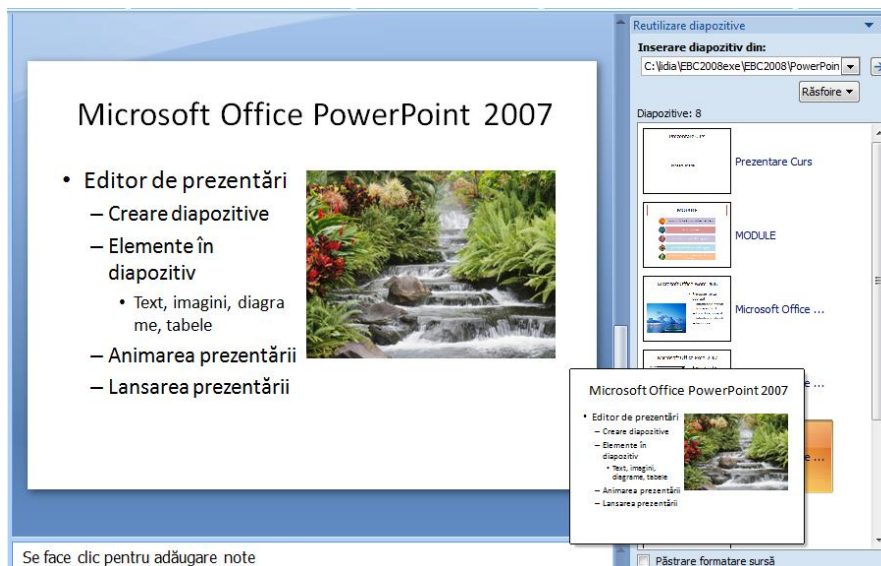 Microsoft Office PowerPoint 2007
• Editor de prezentări
– Creare diapozitive
– Elemente în
diapozitiv
• Text, imagini, diagra
me, tabele
– Animarea prezentării
– Lansarea prezentării
Se face clic pentru adăugare note
Reutilizare diapozitive
Inserare diapozitiv din:
C:\lidia\EBC2008exe\EBC2008\PowerPoin
Răsfoire
Diapozitive: 8
Prezentare Curs
Prezentare Curs
MODULE
MODULE
Microsoft Office ...
e ...
e ...
Microsoft Office PowerPoint 2007
• Editor de prezentări
– Creare diapozitive
– Elemente în
diapozitiv
• Text, imagini,
diagrame, tabele
– Animarea prezentării
– Lansarea prezentării
Păstrare formatare sursă